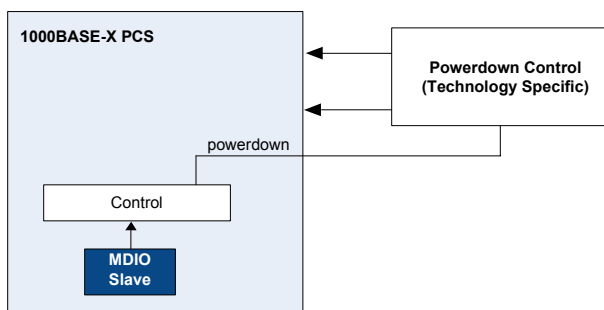 1000BASE-X PCS
Powerdown Control
(Technology Specific)
powerdown
Control
MDIO
Slave